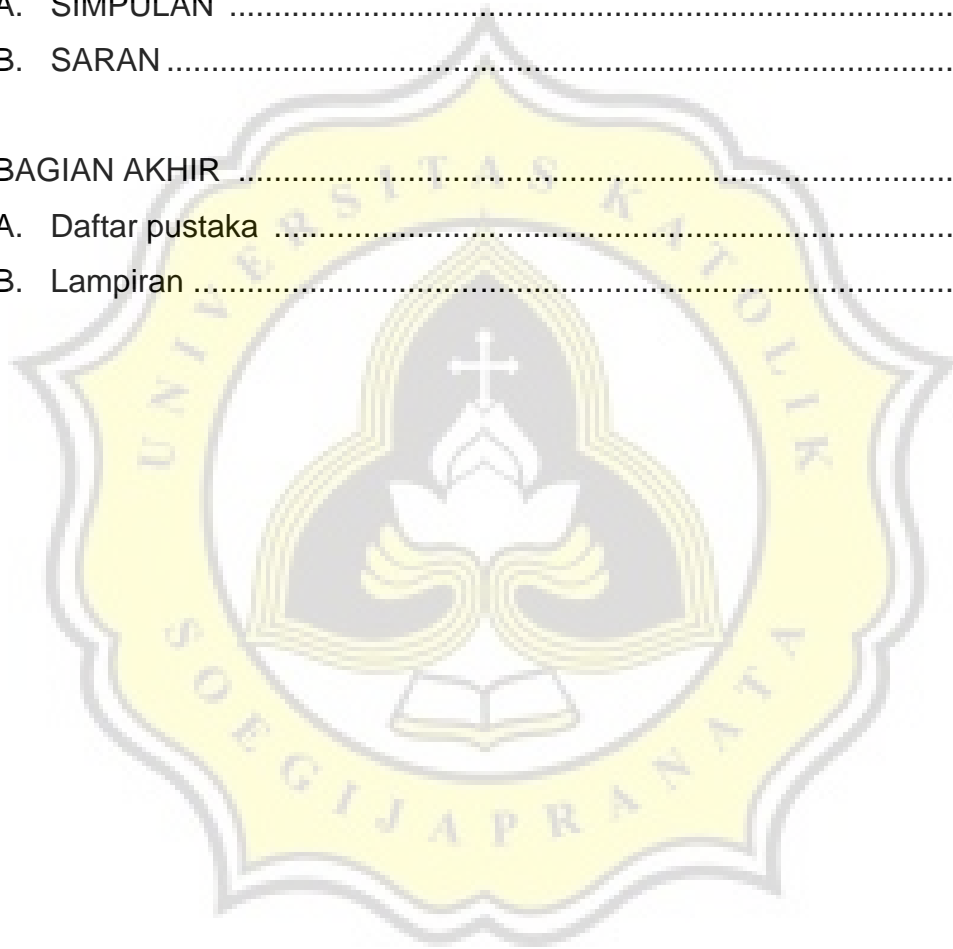 A. SIMPULAN ........................................................................................
B. SARAN ........................................................................................
BAGIAN AKHIR ........................................................................................
A. Daftar pustaka ........................................................................................
B. Lampiran ........................................................................................
UNIVERSITAS KATOLIK
SOEGIJAPRANATA